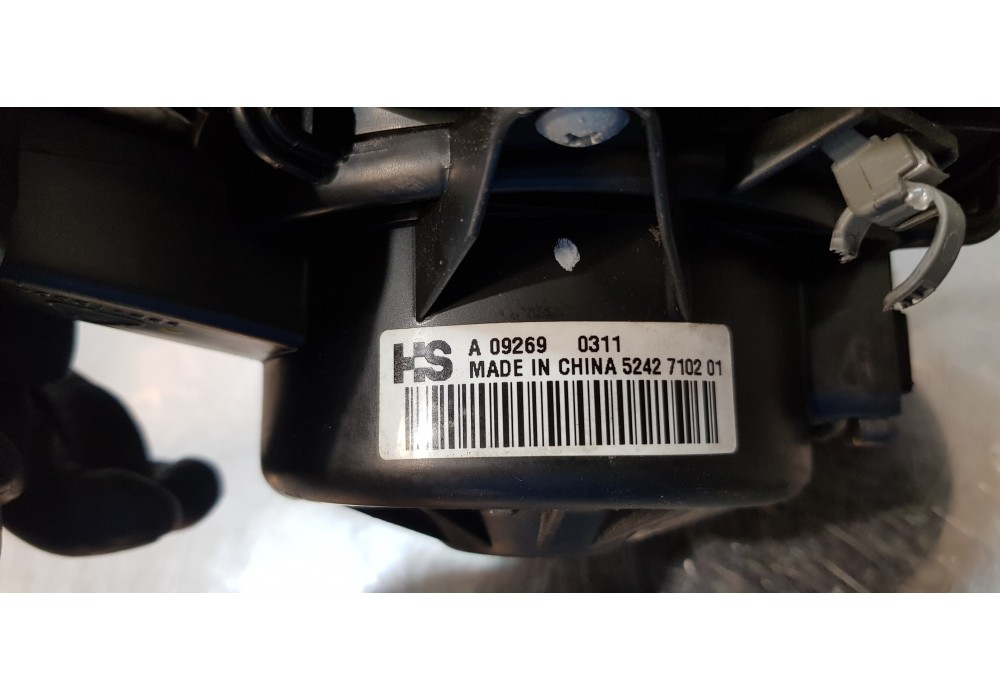 HS A 09269 0311
MADE IN CHINA 5242 7102 01